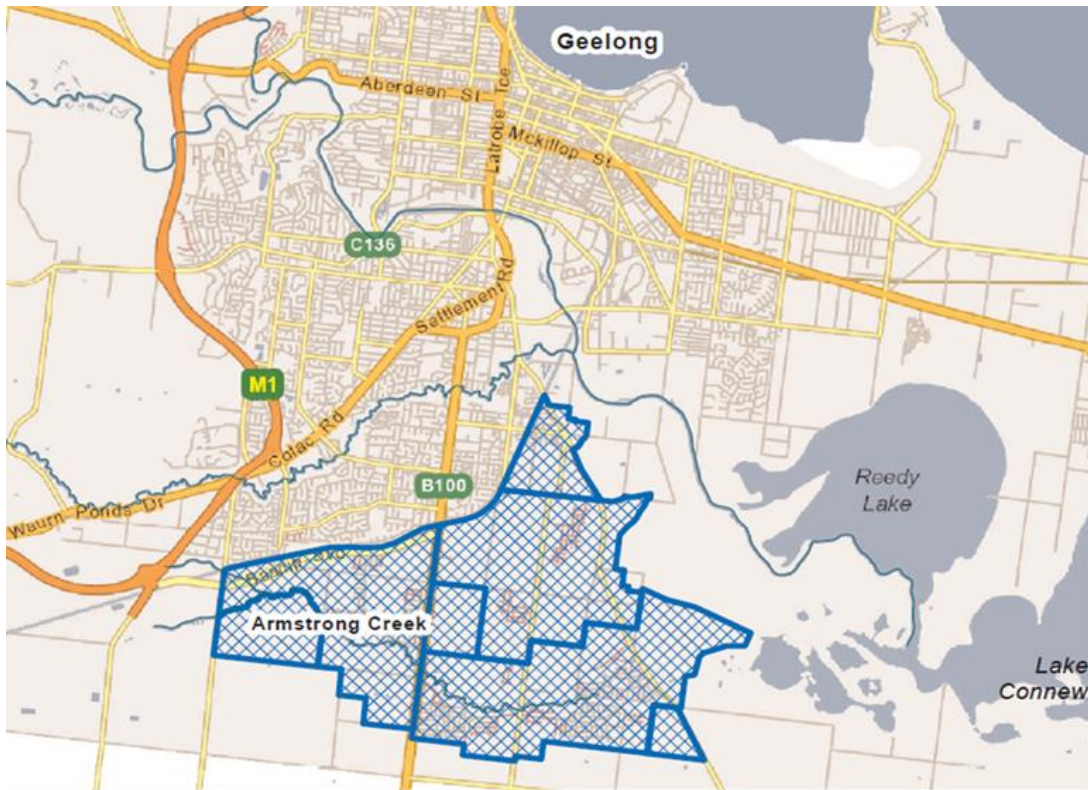 Geelong
Aberdeen St
Latrobe Tce
Mckillop St
C136
Settlement Rd
M1
Colac Rd
B100
Reedy
Lake
Waurn Ponds Dr
Armstrong Creek
Lake
Connew